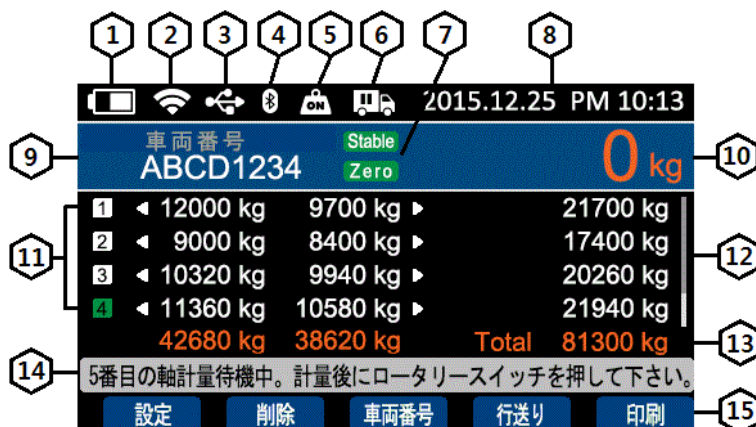 1 2 3 4 5 6 7 8
ON 2015.12.25 PM 10:13
9 車両番号 Stable 0 kg 10
ABCD1234 Zero
1 12000 kg 9700 kg 21700 kg
2 9000 kg 8400 kg 17400 kg
11 12
3 10320 kg 9940 kg 20260 kg
4 11360 kg 10580 kg 21940 kg
42680 kg 38620 kg Total 81300 kg 13
14 5番目の軸計量待機中。計量後にロータリースイッチを押して下さい。
設定 削除 車両番号 行送り 印刷 15